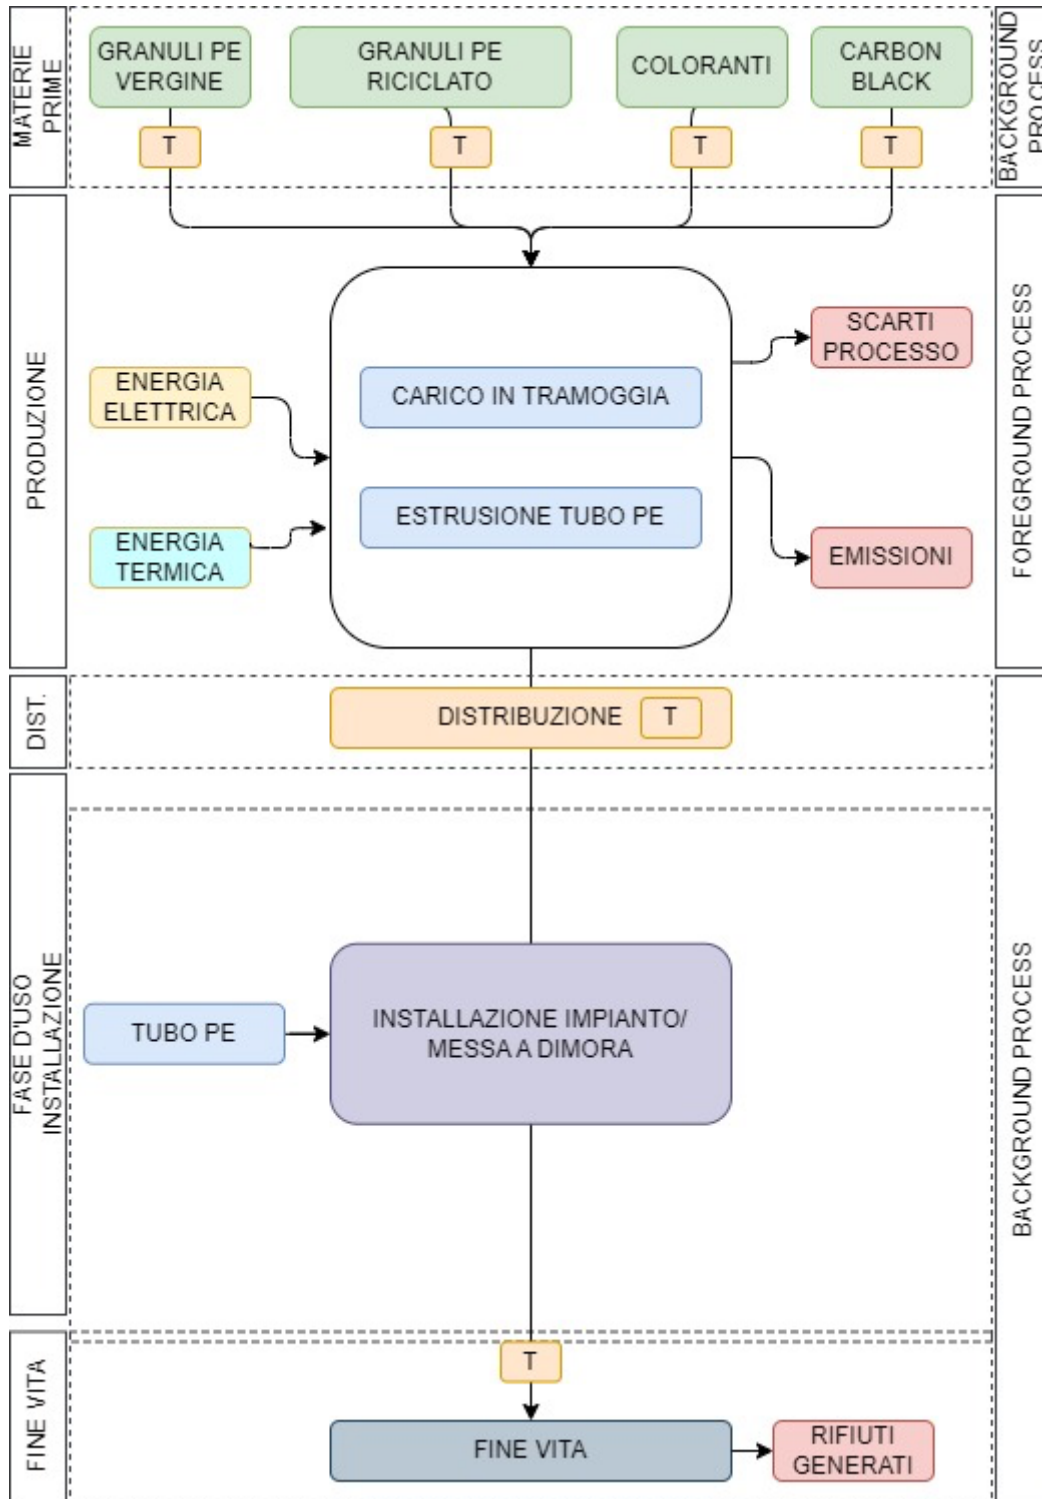 MATERIE
PRIME
GRANULI PE
VERGINE
GRANULI PE
RICICLATO
COLORANTI
CARBON
BLACK
BACKGROUND
PROCESS
T
T
T
T
PRODUZIONE
ENERGIA
ELETTRICA
ENERGIA
TERMICA
CARICO IN TRAMOGGIA
ESTRUSIONE TUBO PE
SCARTI
PROCESSO
EMISSIONI
FOREGROUND PROCESS
DIST.
DISTRIBUZIONE
T
FASE D'USO
INSTALLAZIONE
TUBO PE
INSTALLAZIONE IMPIANTO/
MESSA A DIMORA
BACKGROUND PROCESS
FINE VITA
T
FINE VITA
RIFIUTI
GENERATI